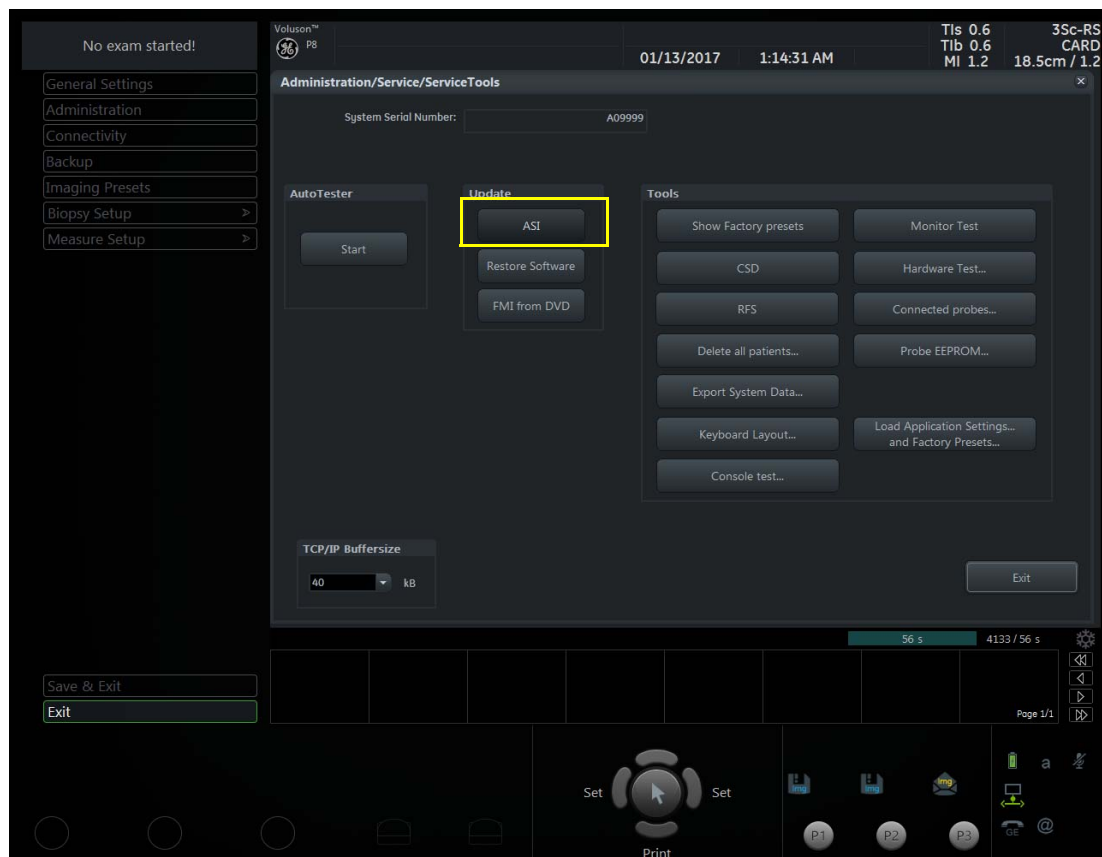 No exam started!
Voluson™
P8
01/13/2017 1:14:31 AM
TIs 0.6
TIb 0.6
MI 1.2
3Sc-RS
CARD
18.5cm / 1.2
General Settings
Administration
Connectivity
Backup
Imaging Presets
Biopsy Setup
Measure Setup
Administration/Service/ServiceTools
System Serial Number: A09999
AutoTester
Start
Update
ASI
Restore Software
FMI from DVD
Tools
Show Factory presets
Monitor Test
CSD
Hardware Test...
RFS
Connected probes...
Delete all patients...
Probe EEPROM...
Export System Data...
Keyboard Layout...
Load Application Settings...
and Factory Presets...
Console test...
TCP/IP Buffersize
40 kB
Exit
56 s
4133 / 56 s
Page 1/1
Save & Exit
Exit
Set
Set
Print
Img
Img
Img
P1
P2
P3
a
GE
@